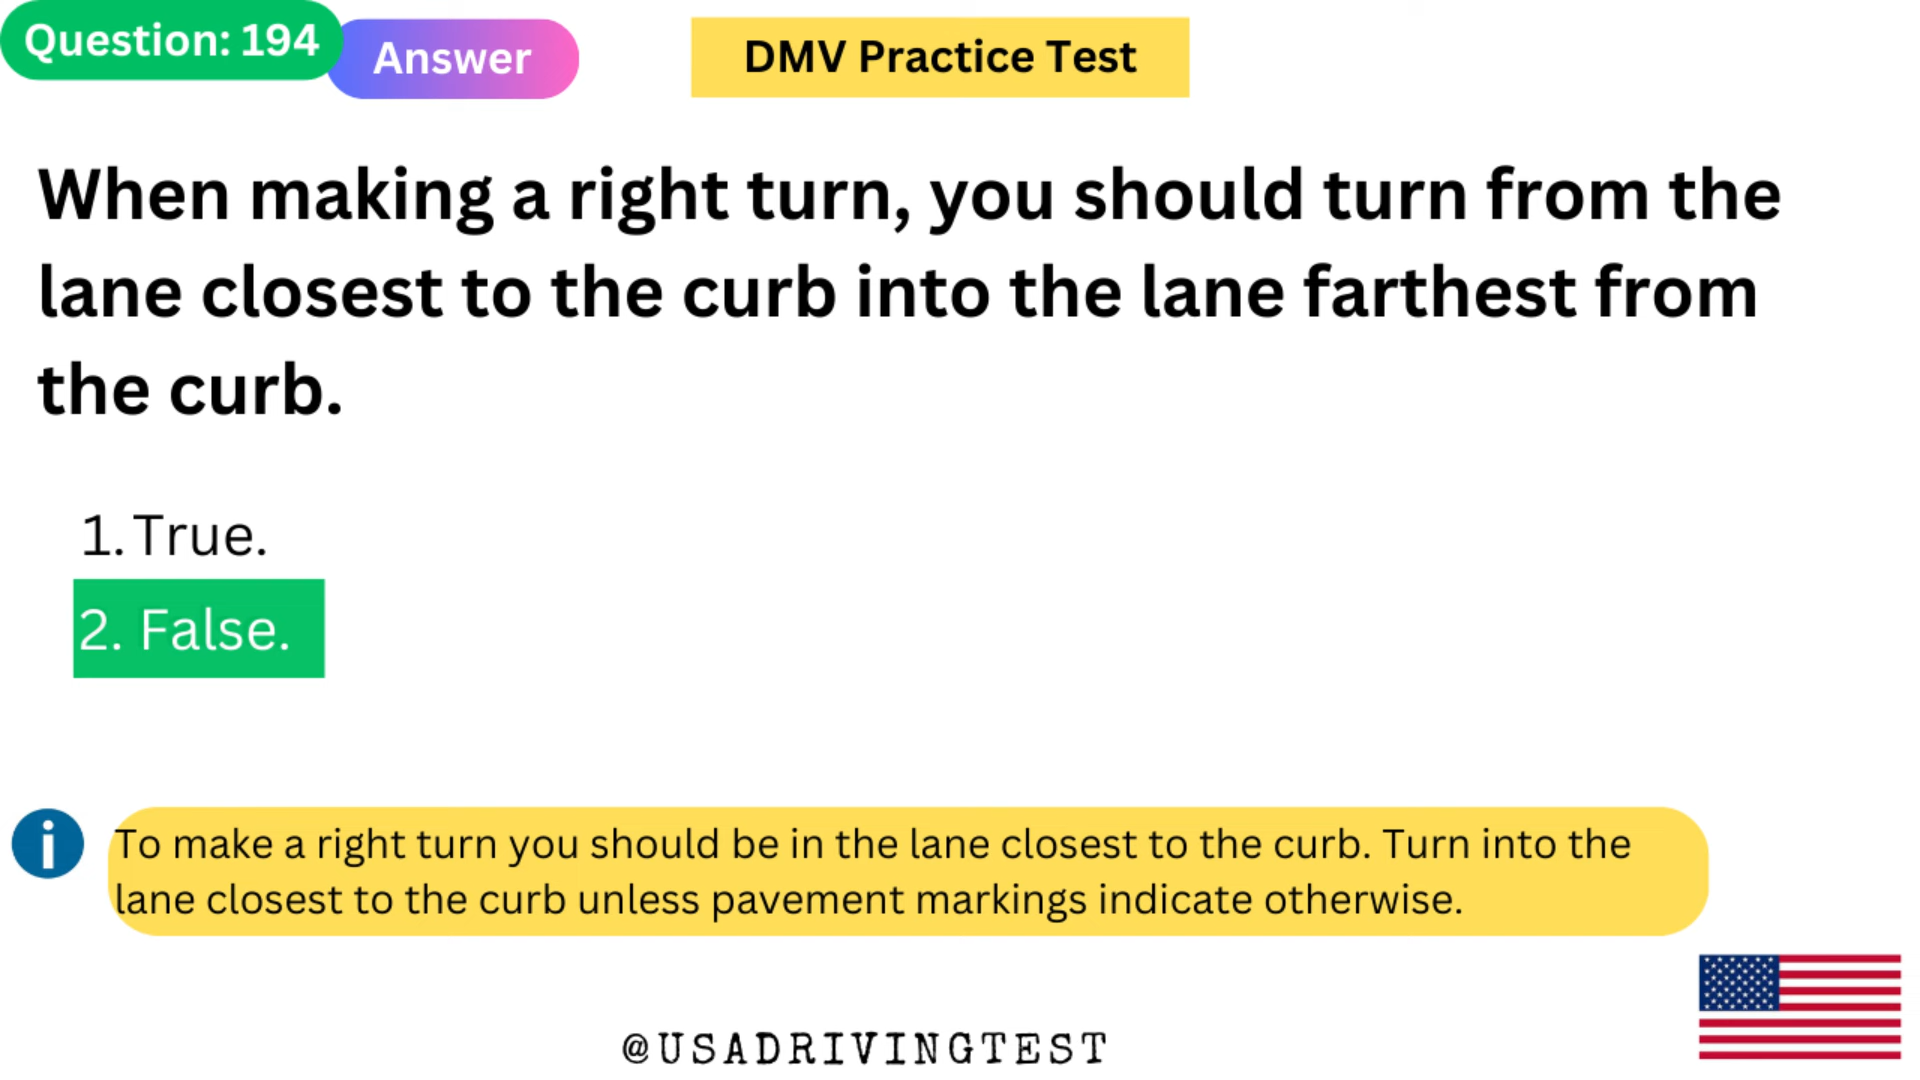 Question: 194
Answer
DMV Practice Test
When making a right turn, you should turn from the
lane closest to the curb into the lane farthest from
the curb.
1. True.
2. False.
i
To make a right turn you should be in the lane closest to the curb. Turn into the
lane closest to the curb unless pavement markings indicate otherwise.
@USADRIVINGTEST